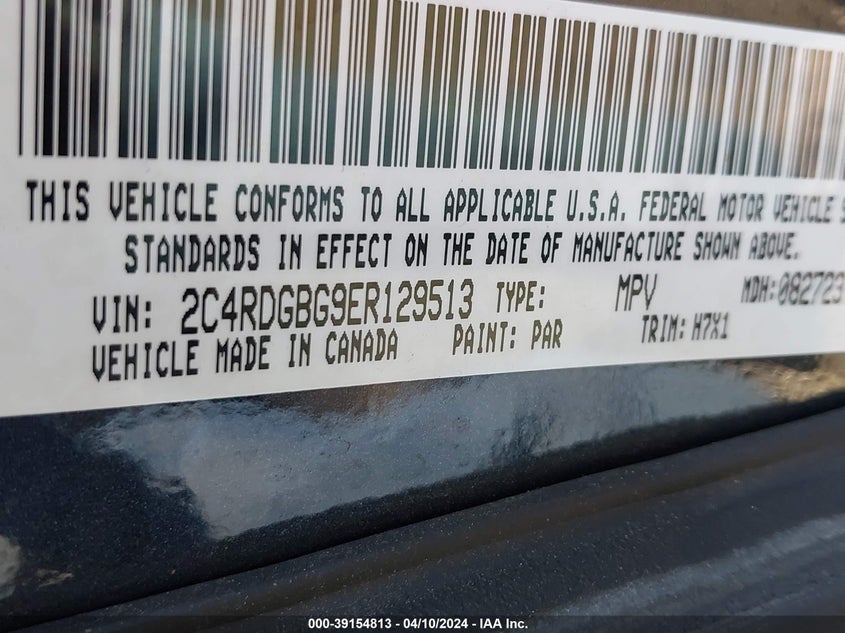 THIS VEHICLE CONFORMS TO ALL APPLICABLE U.S.A. FEDERAL MOTOR VEHICLE S
STANDARDS IN EFFECT ON THE DATE OF MANUFACTURE SHOWN ABOVE.
VIN: 2C4RDGBG9ER129513 TYPE: MPV MDH: 082723
VEHICLE MADE IN CANADA PAINT: PAR TRIM: H7X1
000-39154813 - 04/10/2024 - IAA Inc.